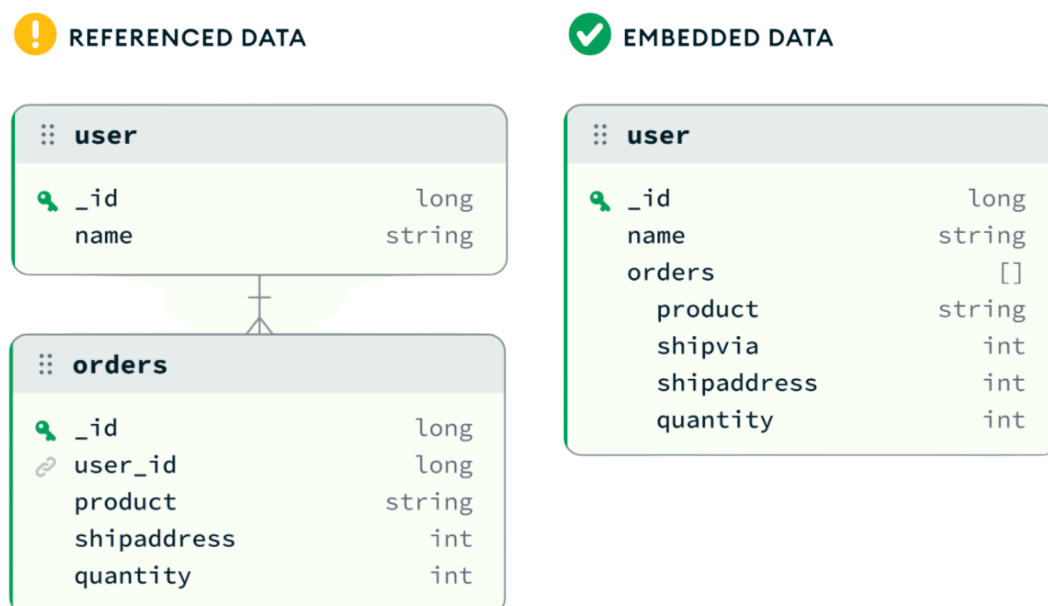 REFERENCED DATA
user
_id long
name string
orders
_id long
user_id long
product string
shipaddress int
quantity int
EMBEDDED DATA
user
_id long
name string
orders []
product string
shipvia int
shipaddress int
quantity int